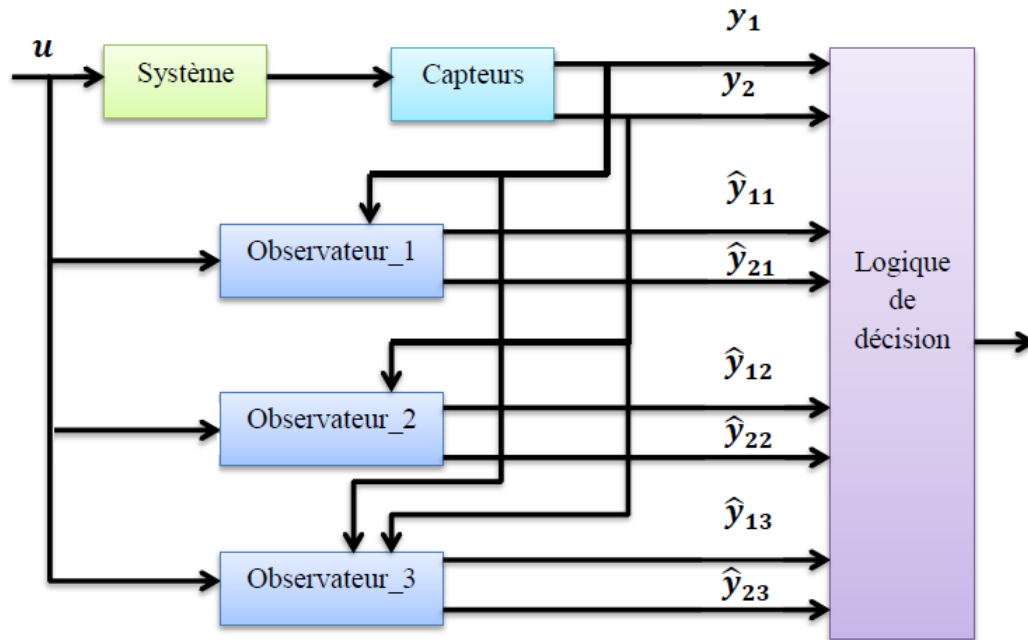 u
Système
Capteurs
y₁
y₂
Observateur_1
ŷ₁₁
ŷ₂₁
Logique
de
décision
Observateur_2
ŷ₁₂
ŷ₂₂
Observateur_3
ŷ₁₃
ŷ₂₃